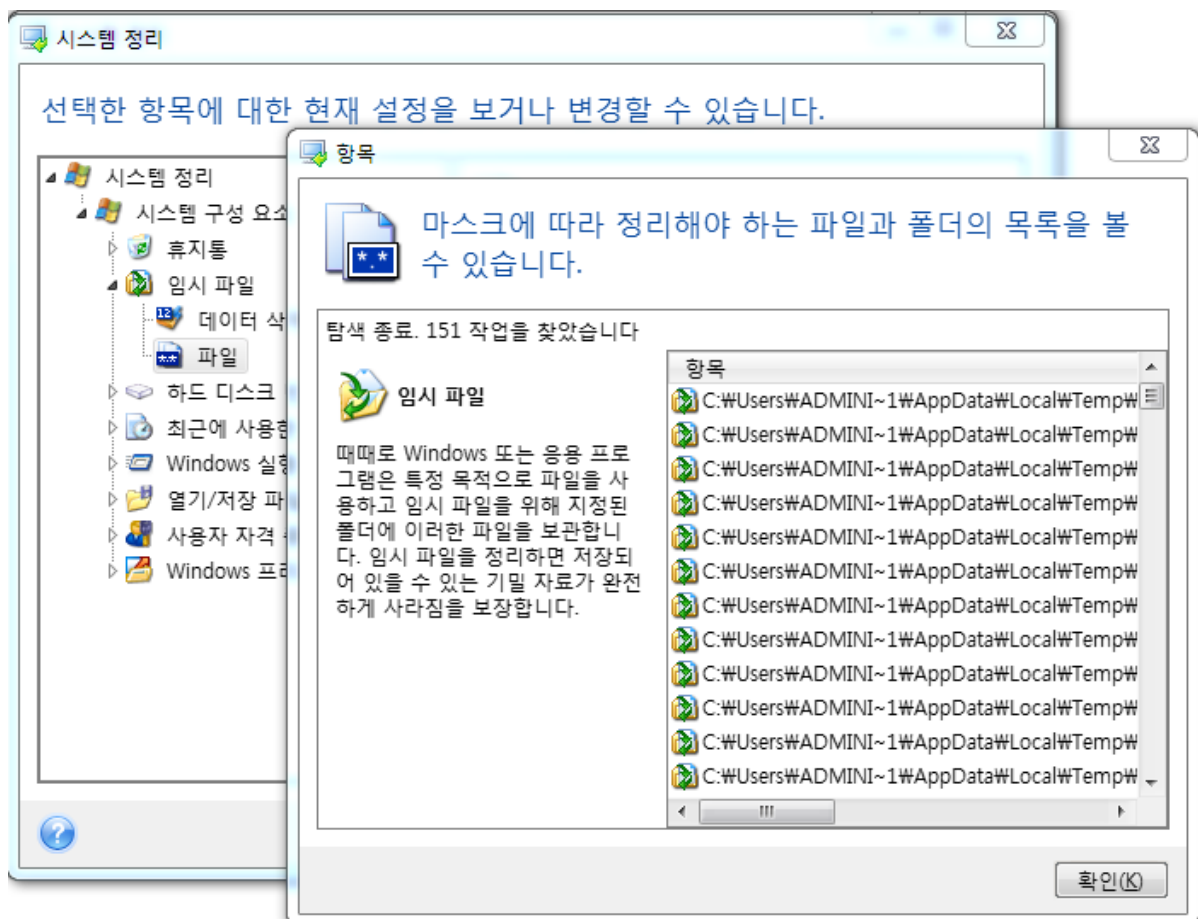 시스템 정리
선택한 항목에 대한 현재 설정을 보거나 변경할 수 있습니다.
시스템 정리
시스템 구성 요소
휴지통
임시 파일
데이터 삭
파일
하드 디스크
최근에 사용한
Windows 실행
열기/저장 파
사용자 자격
Windows 프리
항목
마스크에 따라 정리해야 하는 파일과 폴더의 목록을 볼
수 있습니다.
*.*
탐색 종료. 151 작업을 찾았습니다
임시 파일
때때로 Windows 또는 응용 프로
그램은 특정 목적으로 파일을 사
용하고 임시 파일을 위해 지정된
폴더에 이러한 파일을 보관합니
다. 임시 파일을 정리하면 저장되
어 있을 수 있는 기밀 자료가 완전
하게 사라짐을 보장합니다.
항목
C:₩Users₩ADMINI~1₩AppData₩Local₩Temp₩
C:₩Users₩ADMINI~1₩AppData₩Local₩Temp₩
C:₩Users₩ADMINI~1₩AppData₩Local₩Temp₩
C:₩Users₩ADMINI~1₩AppData₩Local₩Temp₩
C:₩Users₩ADMINI~1₩AppData₩Local₩Temp₩
C:₩Users₩ADMINI~1₩AppData₩Local₩Temp₩
C:₩Users₩ADMINI~1₩AppData₩Local₩Temp₩
C:₩Users₩ADMINI~1₩AppData₩Local₩Temp₩
C:₩Users₩ADMINI~1₩AppData₩Local₩Temp₩
C:₩Users₩ADMINI~1₩AppData₩Local₩Temp₩
C:₩Users₩ADMINI~1₩AppData₩Local₩Temp₩
C:₩Users₩ADMINI~1₩AppData₩Local₩Temp₩
확인(K)